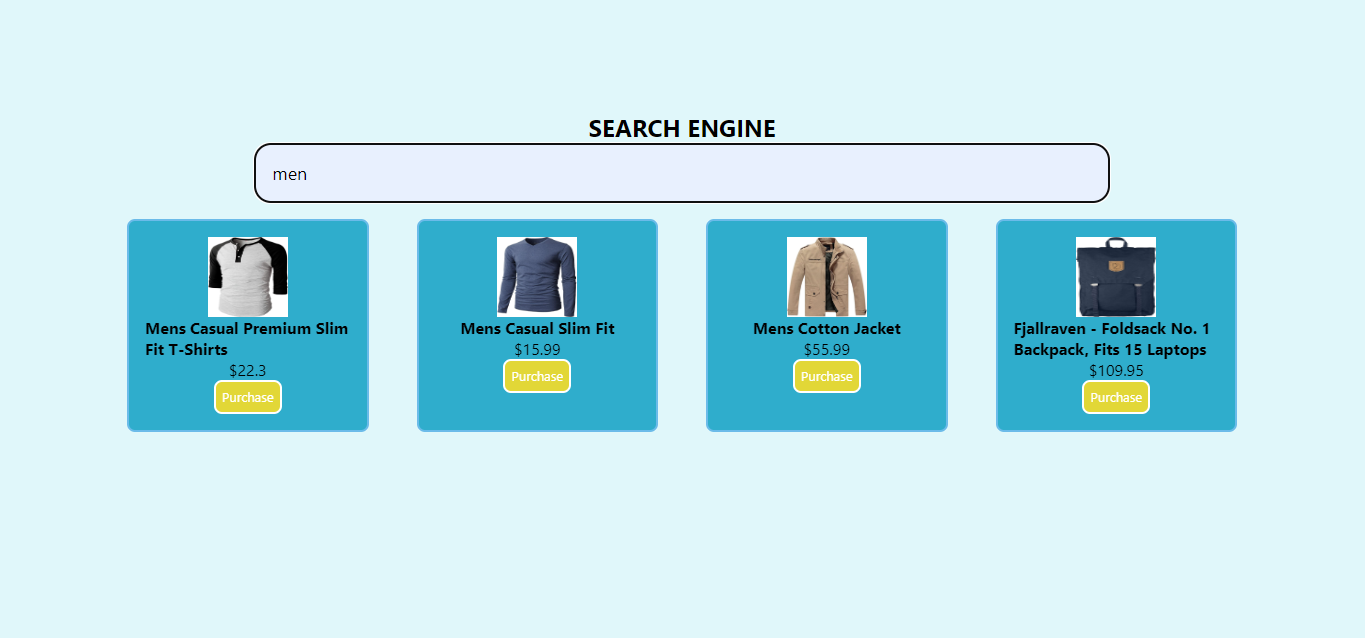 SEARCH ENGINE
men
Mens Casual Premium Slim
Fit T-Shirts
$22.3
Purchase
Mens Casual Slim Fit
$15.99
Purchase
Mens Cotton Jacket
$55.99
Purchase
Fjallraven - Foldsack No. 1
Backpack, Fits 15 Laptops
$109.95
Purchase